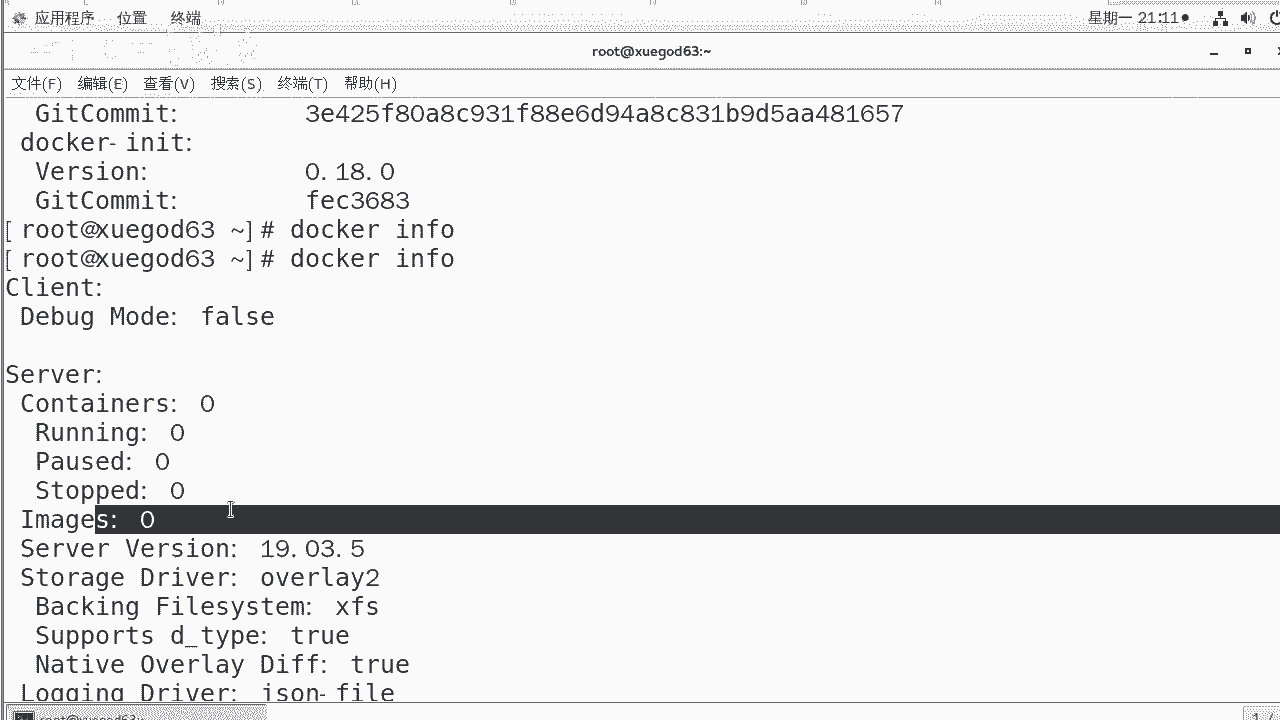 应用程序 位置 终端 星期一 21:11
root@xuegod63:~
文件(F) 编辑(E) 查看(V) 搜索(S) 终端(T) 帮助(H)
GitCommit: 3e425f80a8c931f88e6d94a8c831b9d5aa481657
docker-init:
Version: 0.18.0
GitCommit: fec3683
[root@xuegod63 ~]# docker info
[root@xuegod63 ~]# docker info
Client:
Debug Mode: false
Server:
Containers: 0
Running: 0
Paused: 0
Stopped: 0
Images: 0
Server Version: 19.03.5
Storage Driver: overlay2
Backing Filesystem: xfs
Supports d_type: true
Native Overlay Diff: true
Logging Driver: json-file
root@xuegod63:~